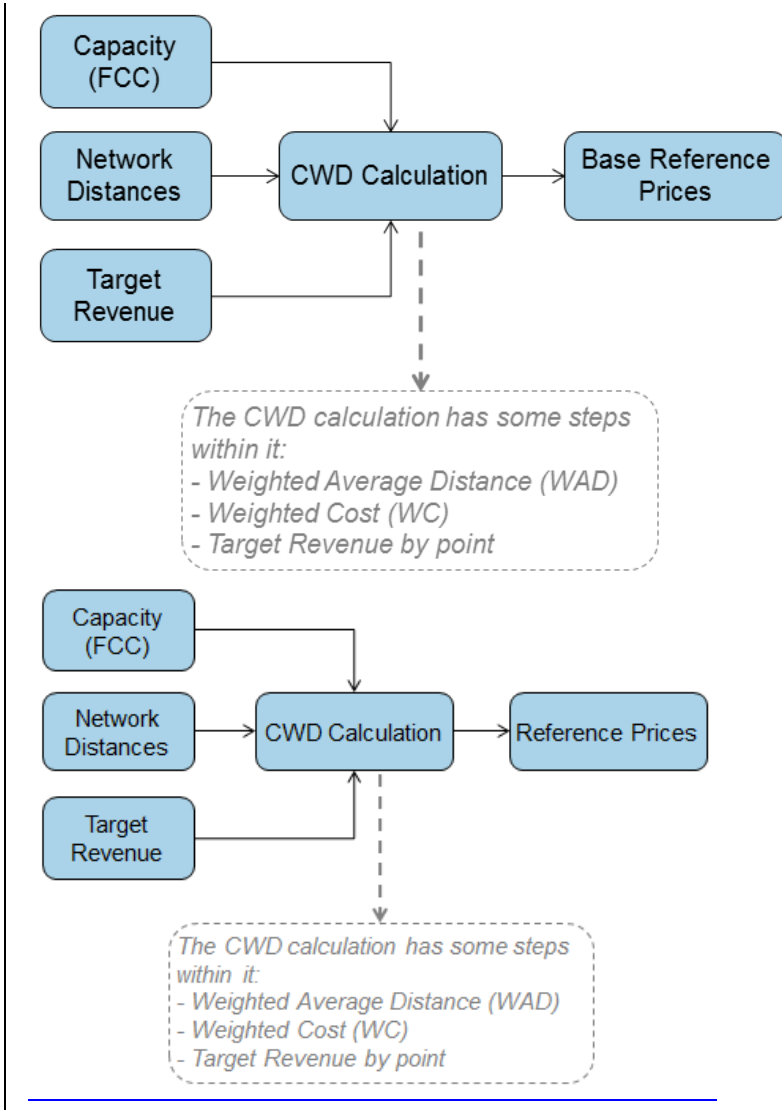 Capacity
(FCC)
Network
Distances
CWD Calculation
Base Reference
Prices
Target
Revenue
The CWD calculation has some steps
within it:
- Weighted Average Distance (WAD)
- Weighted Cost (WC)
- Target Revenue by point
Capacity
(FCC)
Network
Distances
CWD Calculation
Reference Prices
Target
Revenue
The CWD calculation has some steps
within it:
- Weighted Average Distance (WAD)
- Weighted Cost (WC)
- Target Revenue by point